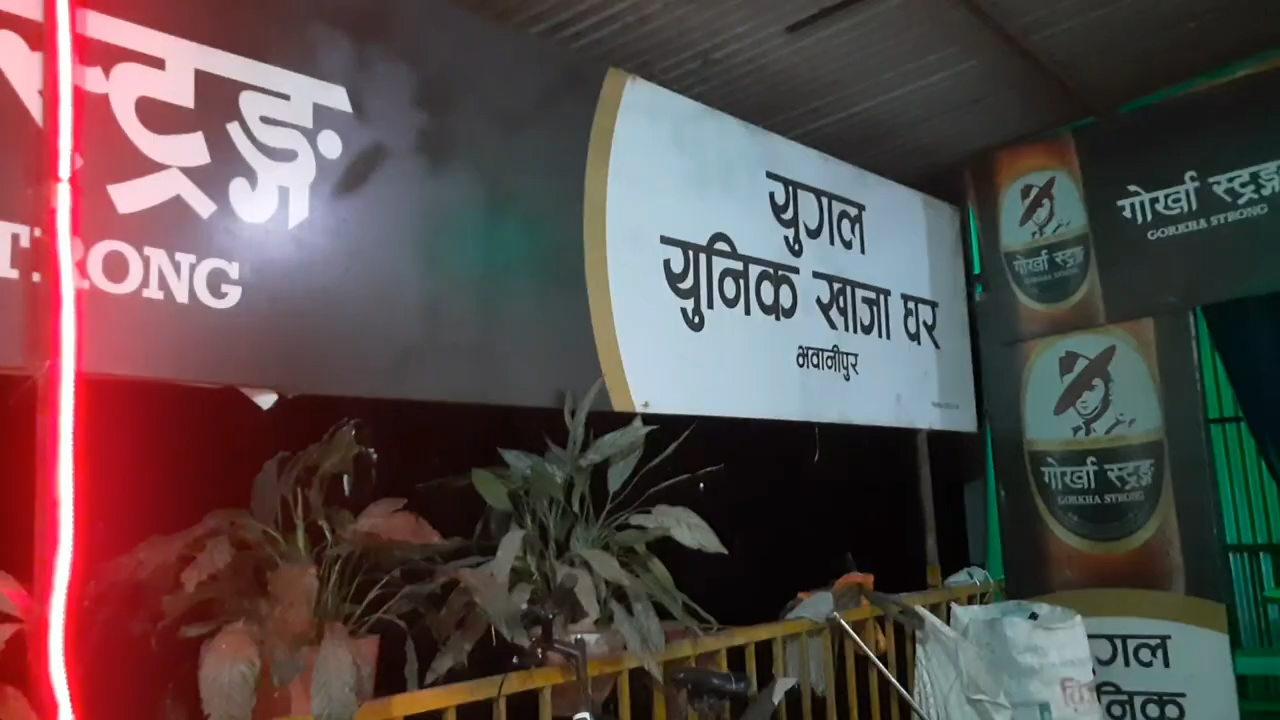 स्ट्रङ्ग
STRONG
युगल
युनिक खाजा घर
भवानीपुर
गोर्खा स्ट्रङ्ग
GORKHA STRONG
गोर्खा स्ट्रङ्ग
गोर्खा स्ट्रङ्ग
GORKHA STRONG
युगल